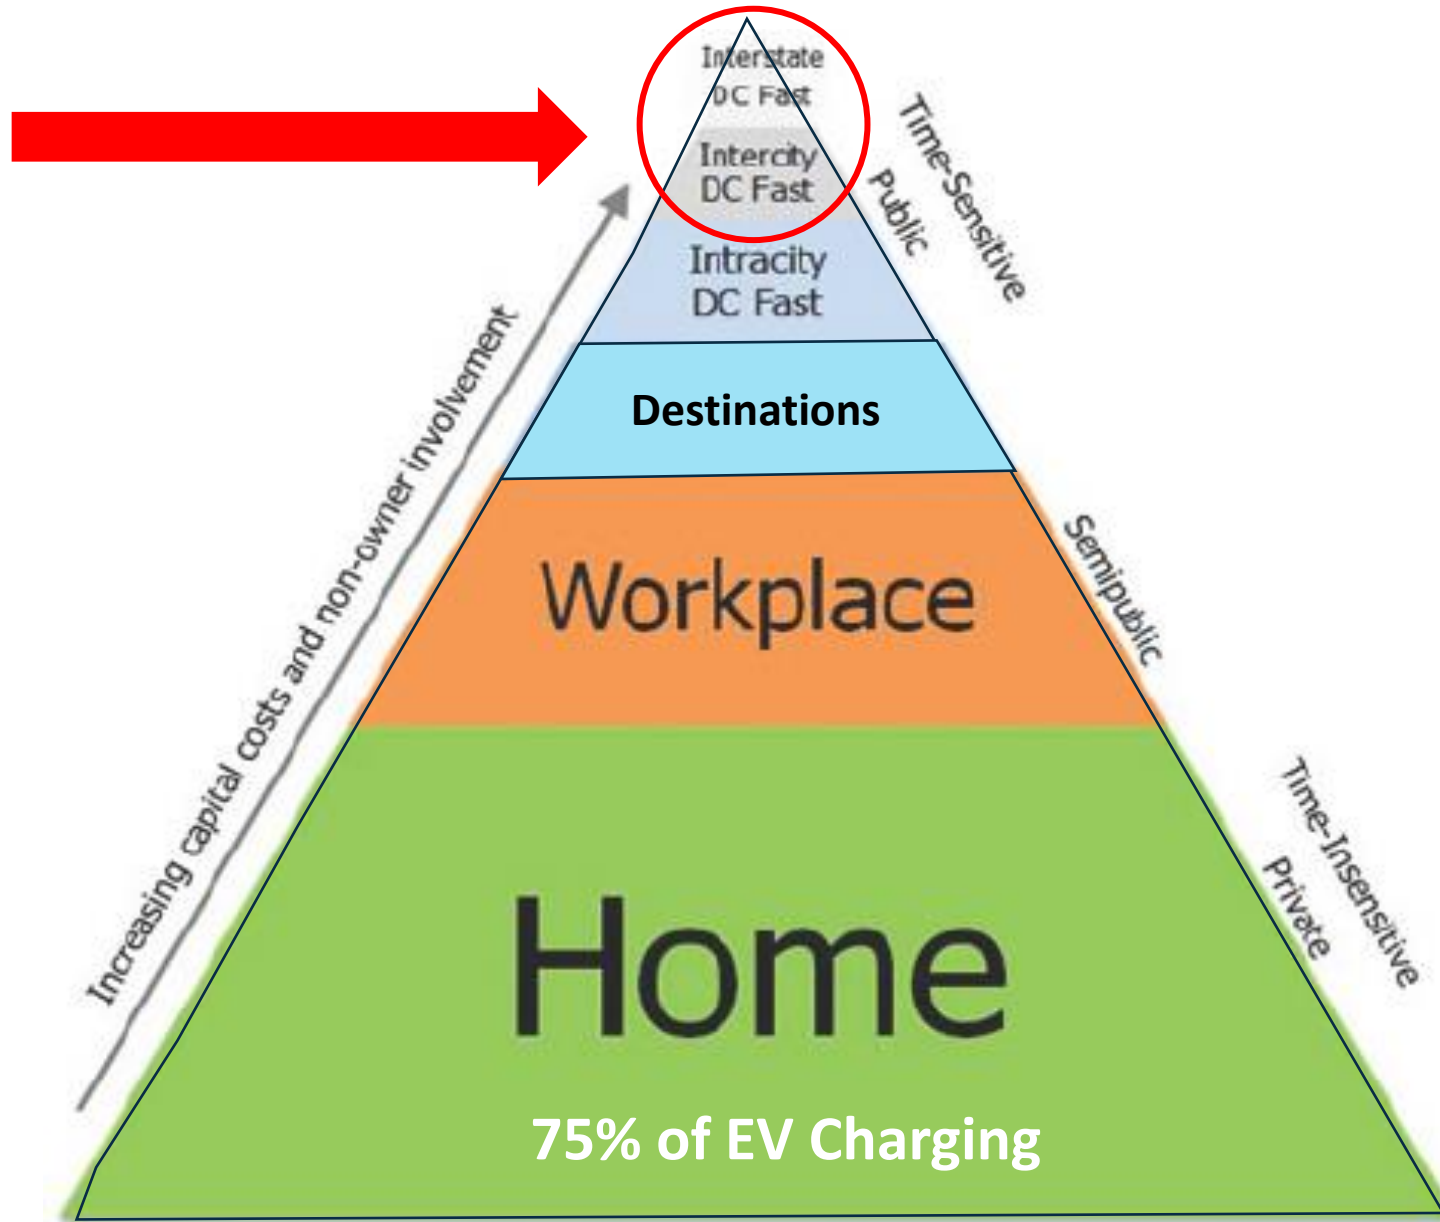 Interstate
DC Fast
Intercity
DC Fast
Intracity
DC Fast
Destinations
Workplace
Home
75% of EV Charging
Increasing capital costs and non-owner involvement
Time-Sensitive
Public
Semipublic
Time-Insensitive
Private